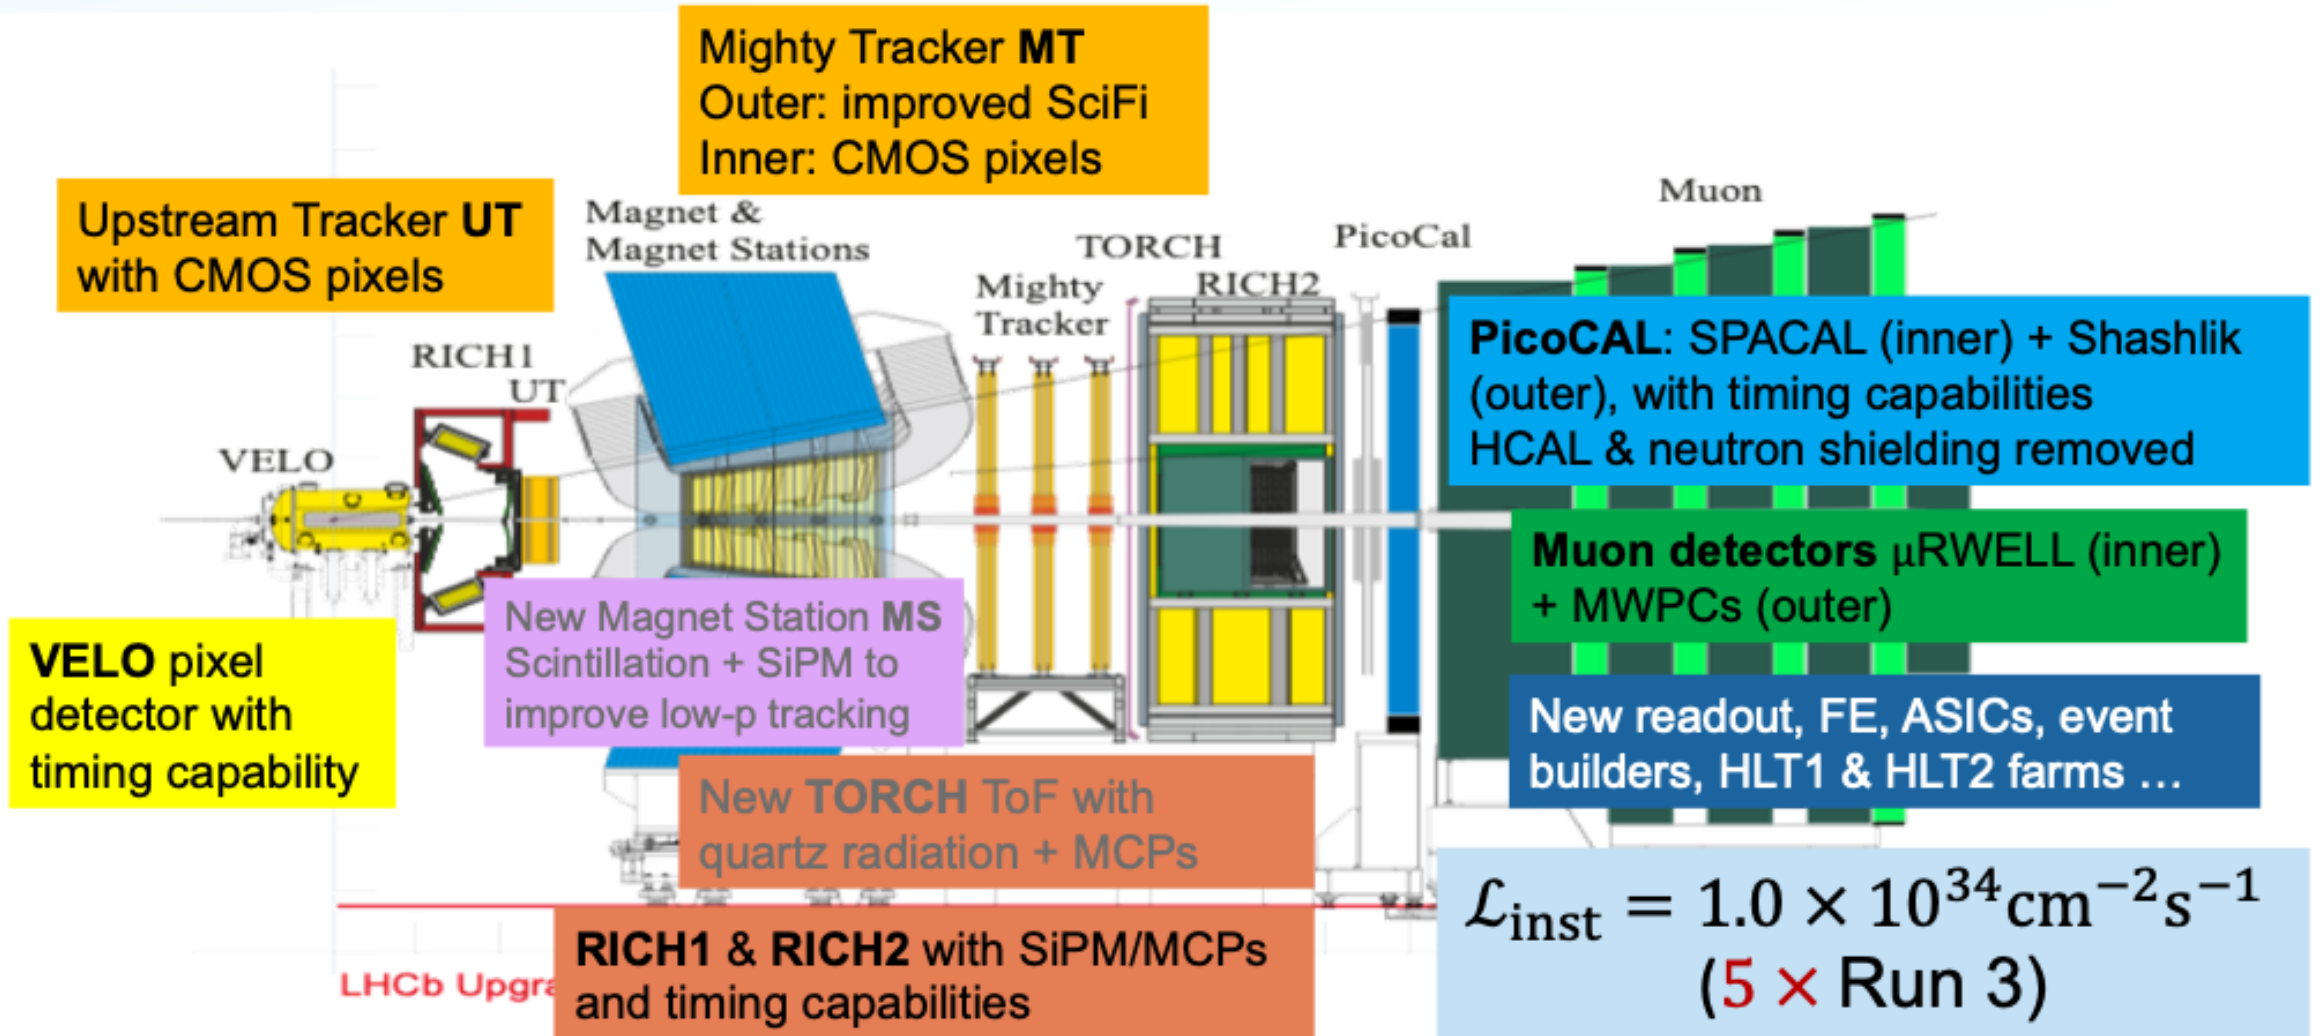 Mighty Tracker MT
Outer: improved SciFi
Inner: CMOS pixels
Upstream Tracker UT
with CMOS pixels
Magnet &
Magnet Stations
Mighty
Tracker
TORCH
RICH2
PicoCal
Muon
RICH1
UT
VELO
PicoCAL: SPACAL (inner) + Shashlik
(outer), with timing capabilities
HCAL & neutron shielding removed
Muon detectors μRWELL (inner)
+ MWPCs (outer)
New Magnet Station MS
Scintillation + SiPM to
improve low-p tracking
VELO pixel
detector with
timing capability
New readout, FE, ASICs, event
builders, HLT1 & HLT2 farms …
New TORCH ToF with
quartz radiation + MCPs
RICH1 & RICH2 with SiPM/MCPs
and timing capabilities
LHCb Upgra
ℒinst = 1.0 × 10³⁴cm⁻²s⁻¹
(5 × Run 3)